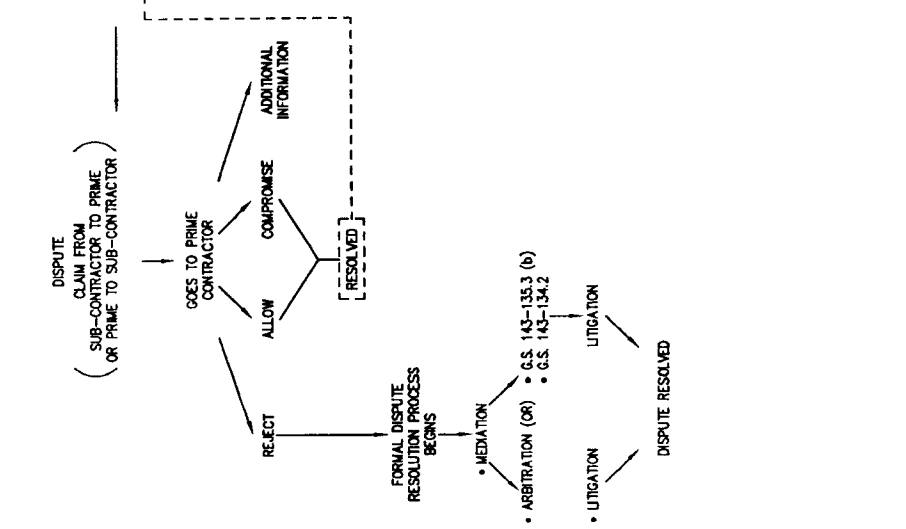 DISPUTE
CLAIM FROM
SUB-CONTRACTOR TO PRIME
OR PRIME TO SUB-CONTRACTOR
GOES TO PRIME
CONTRACTOR
REJECT
ALLOW
COMPROMISE
ADDITIONAL
INFORMATION
RESOLVED
FORMAL DISPUTE
RESOLUTION PROCESS
BEGINS
• MEDIATION
• ARBITRATION (OR)
• G.S. 143-135.3 (b)
• G.S. 143-134.2
• LITIGATION
LITIGATION
DISPUTE RESOLVED